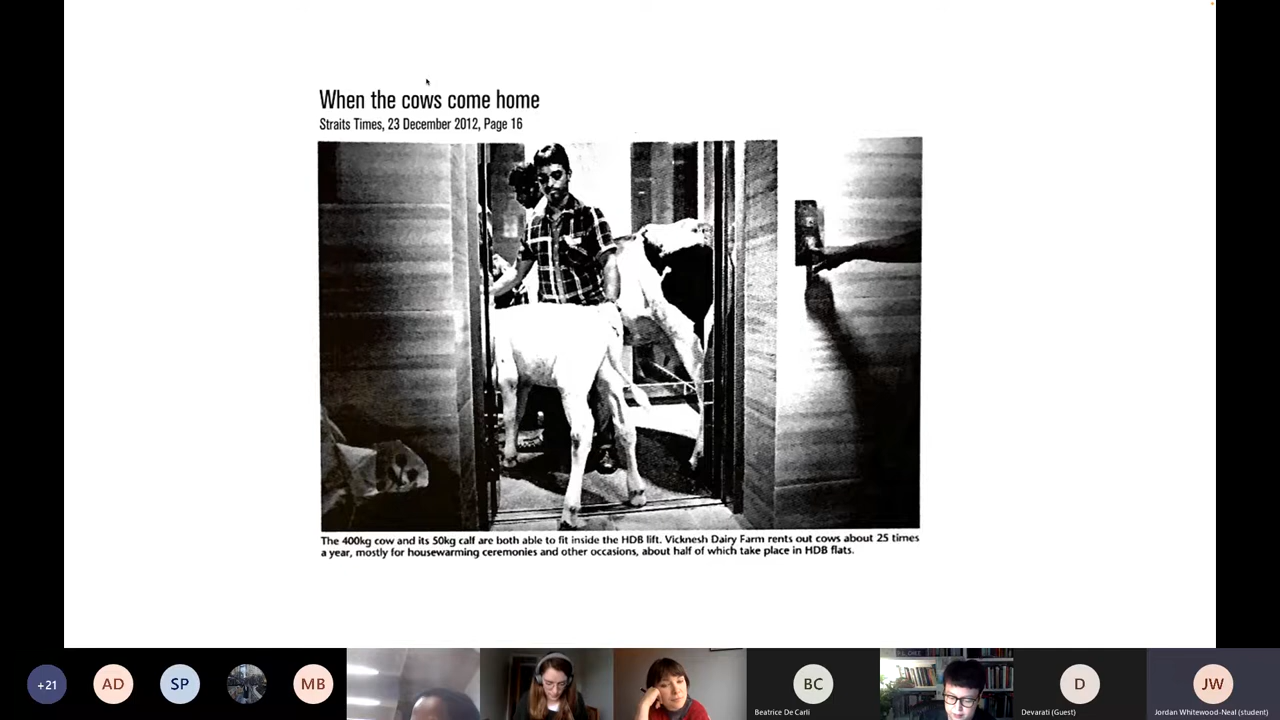 When the cows come home
Straits Times, 23 December 2012, Page 16
The 400kg cow and its 50kg calf are both able to fit inside the HDB lift. Vicknesh Dairy Farm rents out cows about 25 times
a year, mostly for housewarming ceremonies and other occasions, about half of which take place in HDB flats.
+21
AD
SP
MB
BC
D
JW
Beatrice De Carli
Devarati (Guest)
Jordan Whitewood-Neal (student)